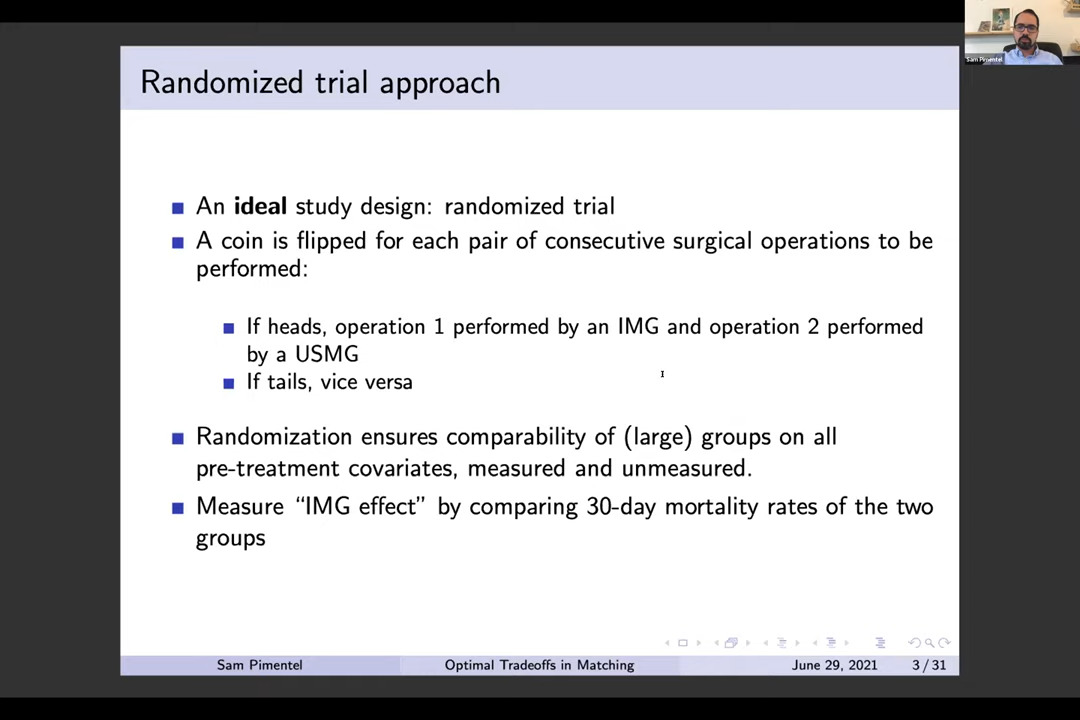 Randomized trial approach
An ideal study design: randomized trial
A coin is flipped for each pair of consecutive surgical operations to be
performed:
If heads, operation 1 performed by an IMG and operation 2 performed
by a USMG
If tails, vice versa
Randomization ensures comparability of (large) groups on all
pre-treatment covariates, measured and unmeasured.
Measure “IMG effect” by comparing 30-day mortality rates of the two
groups
Sam Pimentel
Optimal Tradeoffs in Matching
June 29, 2021
3 / 31
Sam Pimentel